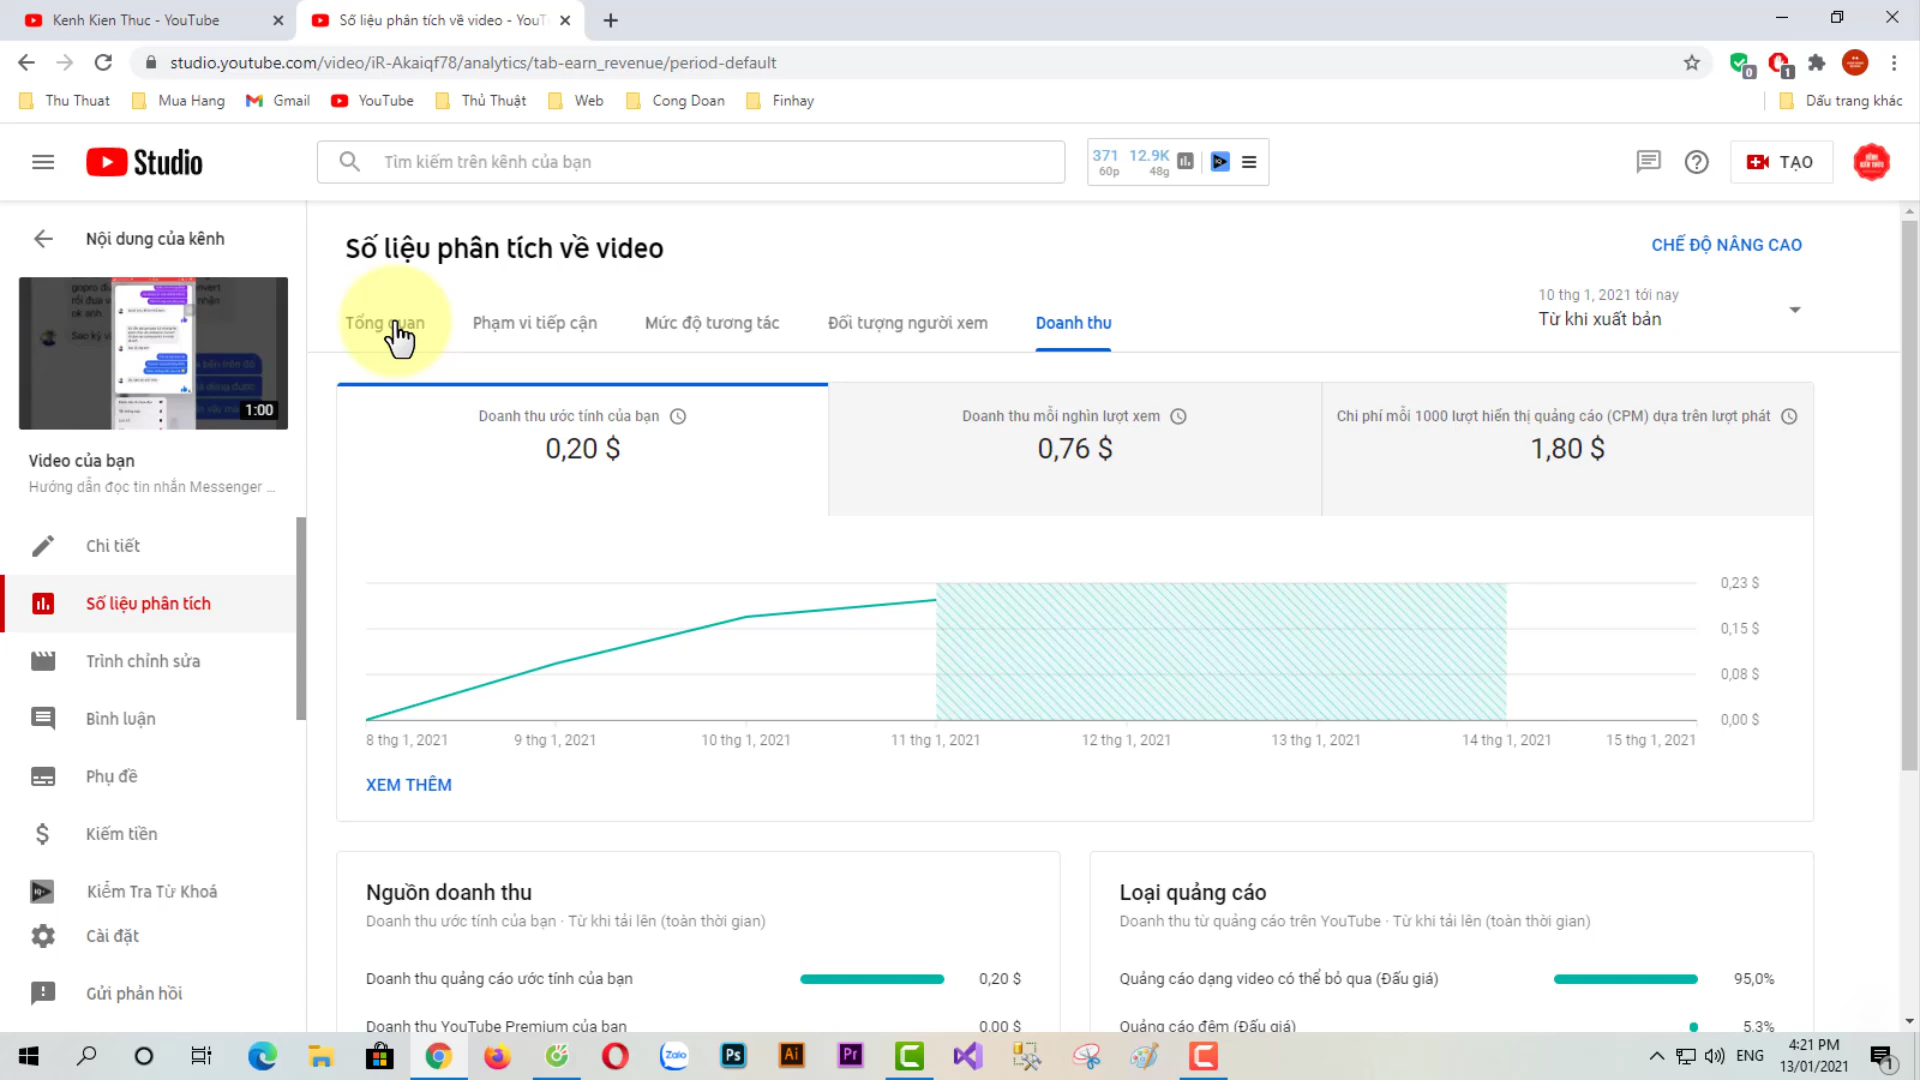 Kenh Kien Thuc - YouTube
Số liệu phân tích về video - YouT
studio.youtube.com/video/iR-Akaiqf78/analytics/tab-earn_revenue/period-default
0
1
Thu Thuat
Mua Hang
Gmail
YouTube
Thủ Thuật
Web
Cong Doan
Finhay
Dấu trang khác
Studio
Tìm kiếm trên kênh của bạn
371 12.9K
60p 48g
TẠO
Nội dung của kênh
1:00
Video của bạn
Hướng dẫn đọc tin nhắn Messenger ...
Chi tiết
Số liệu phân tích
Trình chỉnh sửa
Bình luận
Phụ đề
Kiếm tiền
Kiểm Tra Từ Khoá
Cài đặt
Gửi phản hồi
Số liệu phân tích về video
CHẾ ĐỘ NÂNG CAO
10 thg 1, 2021 tới nay
Từ khi xuất bản
Tổng quan
Phạm vi tiếp cận
Mức độ tương tác
Đối tượng người xem
Doanh thu
Doanh thu ước tính của bạn
0,20 $
Doanh thu mỗi nghìn lượt xem
0,76 $
Chi phí mỗi 1000 lượt hiển thị quảng cáo (CPM) dựa trên lượt phát
1,80 $
0,23 $
0,15 $
0,08 $
0,00 $
8 thg 1, 2021
9 thg 1, 2021
10 thg 1, 2021
11 thg 1, 2021
12 thg 1, 2021
13 thg 1, 2021
14 thg 1, 2021
15 thg 1, 2021
XEM THÊM
Nguồn doanh thu
Doanh thu ước tính của bạn · Từ khi tải lên (toàn thời gian)
Doanh thu quảng cáo ước tính của bạn
0,20 $
Doanh thu YouTube Premium của bạn
0,00 $
Loại quảng cáo
Doanh thu từ quảng cáo trên YouTube · Từ khi tải lên (toàn thời gian)
Quảng cáo dạng video có thể bỏ qua (Đấu giá)
95,0%
Quảng cáo đệm (Đấu giá)
5,3%
Zalo
Ps
Ai
Pr
ENG
4:21 PM
13/01/2021
1